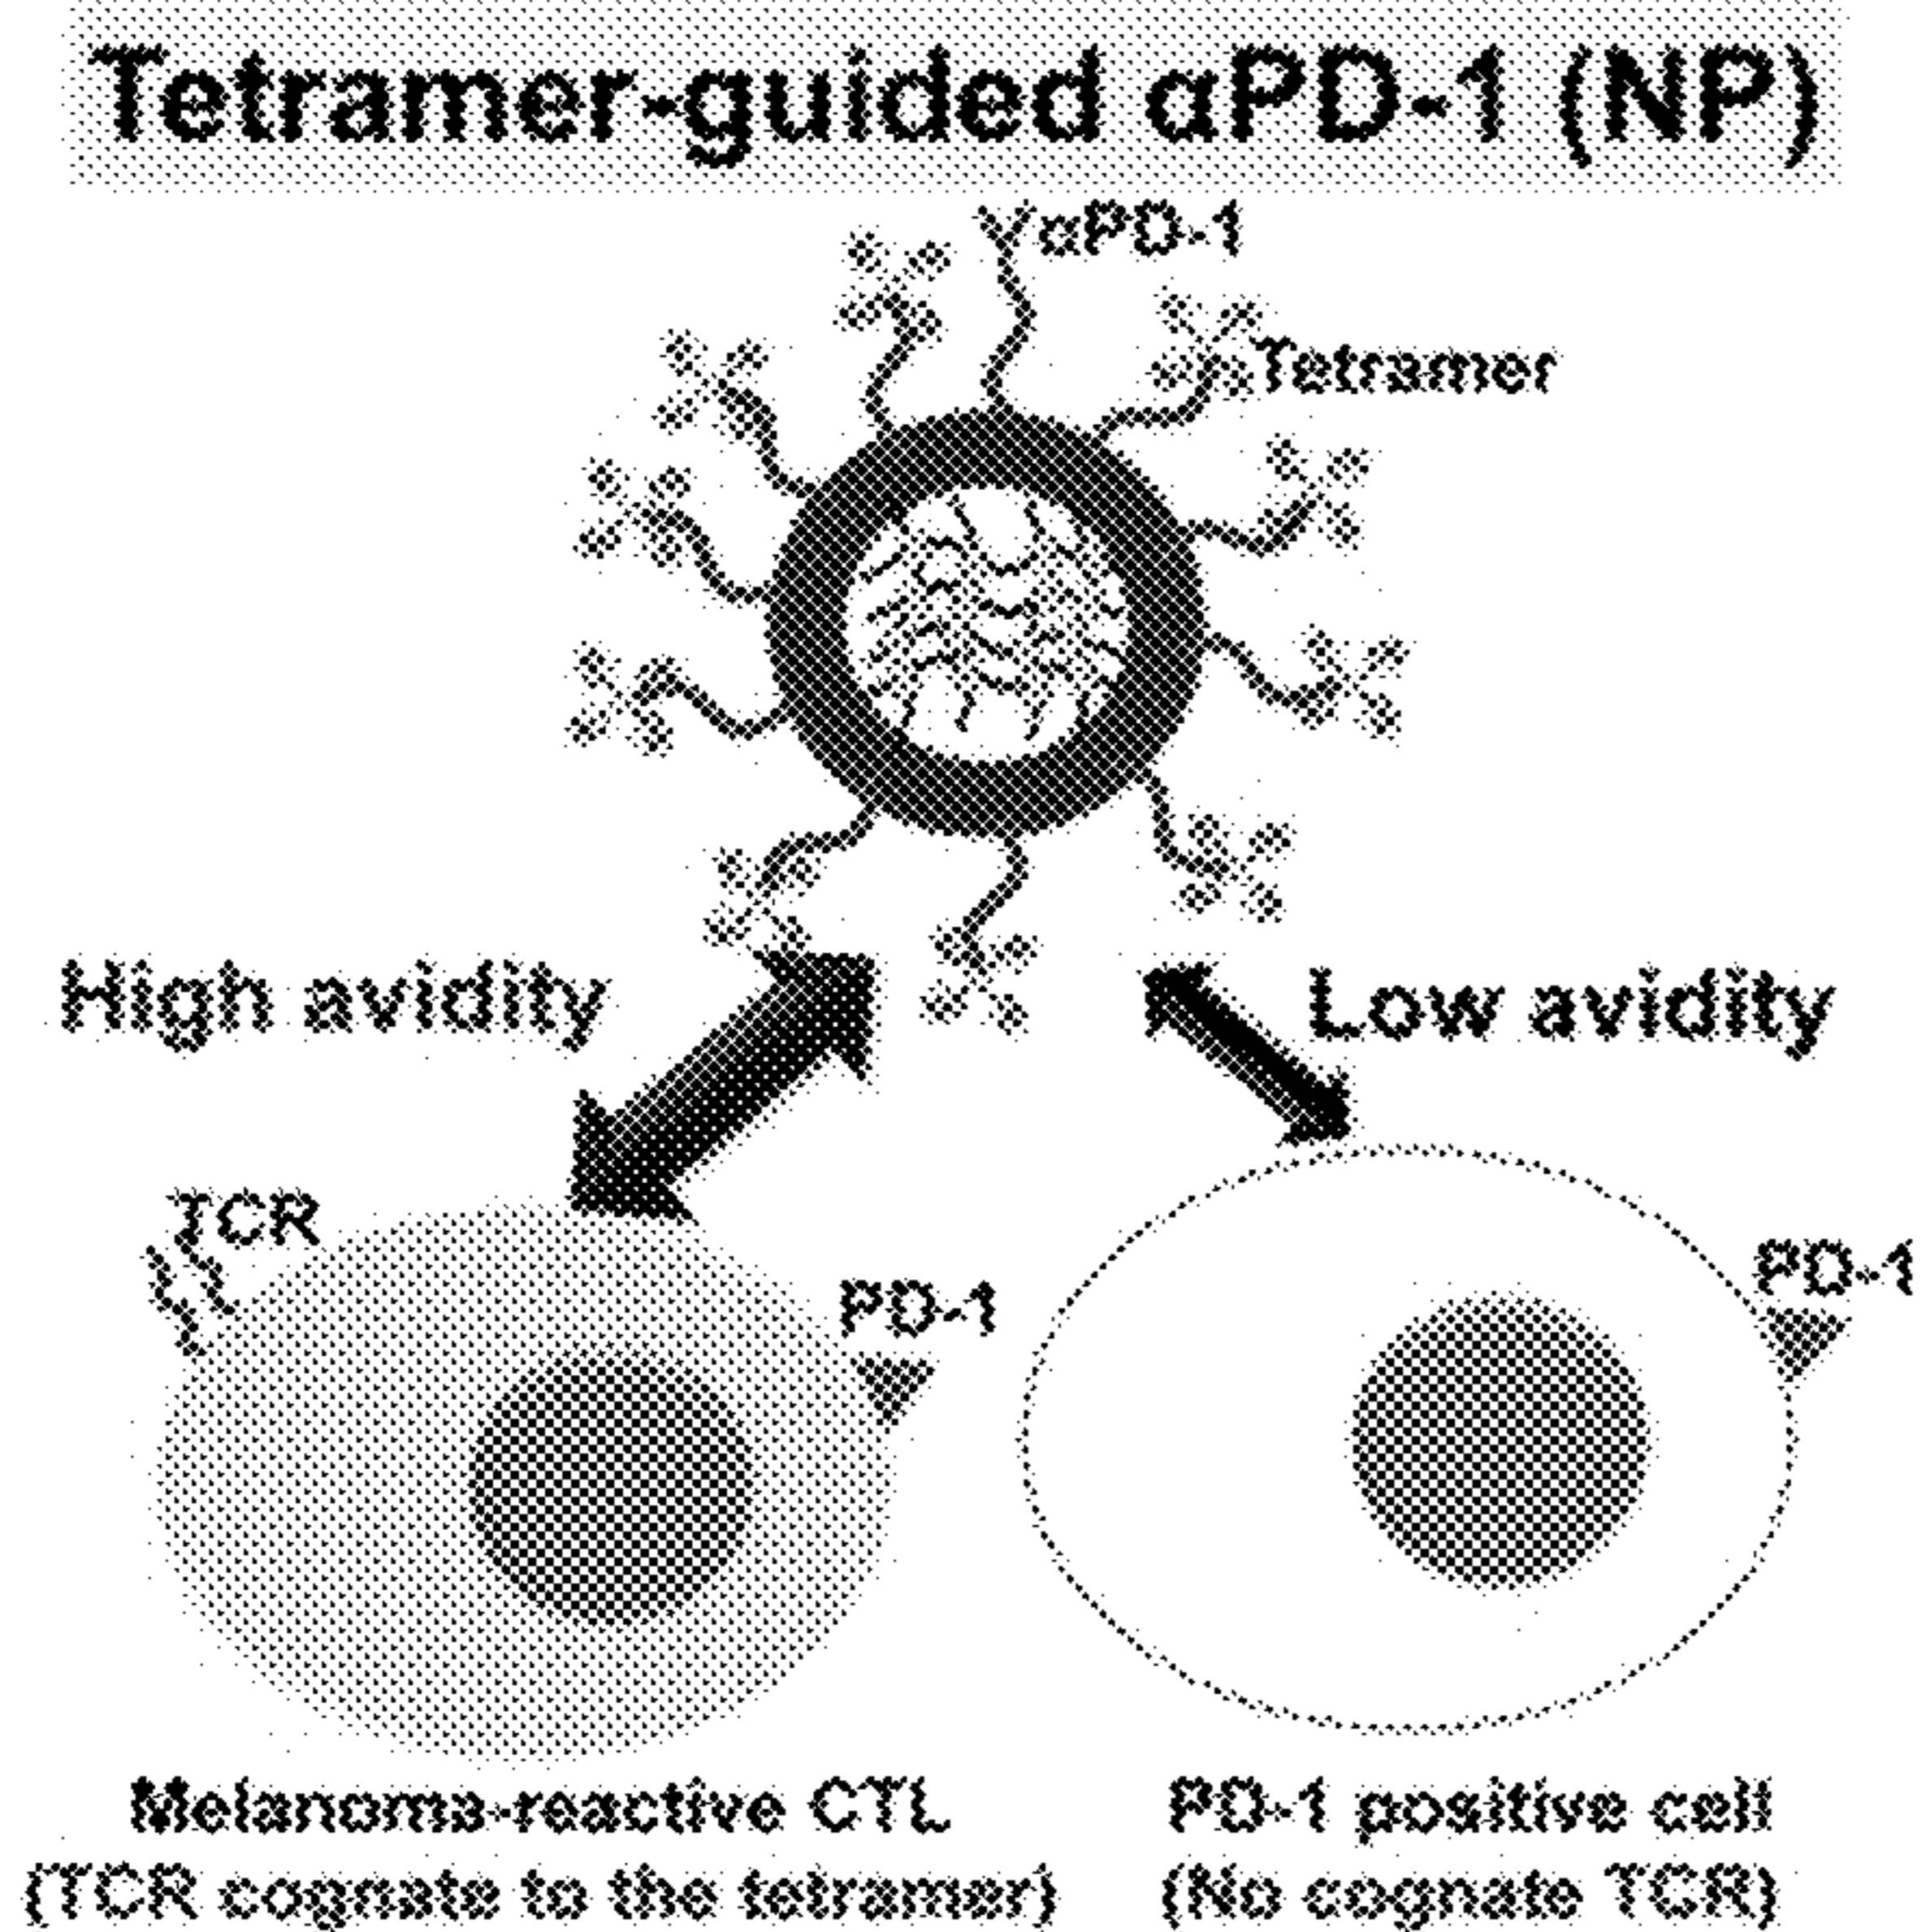 Tetramer-guided αPD-1 (NP)
αPD-1
Tetramer
High avidity
Low avidity
TCR
PD-1
PD-1
Melanoma-reactive CTL
(TCR cognate to the tetramer)
PD-1 positive cell
(No cognate TCR)